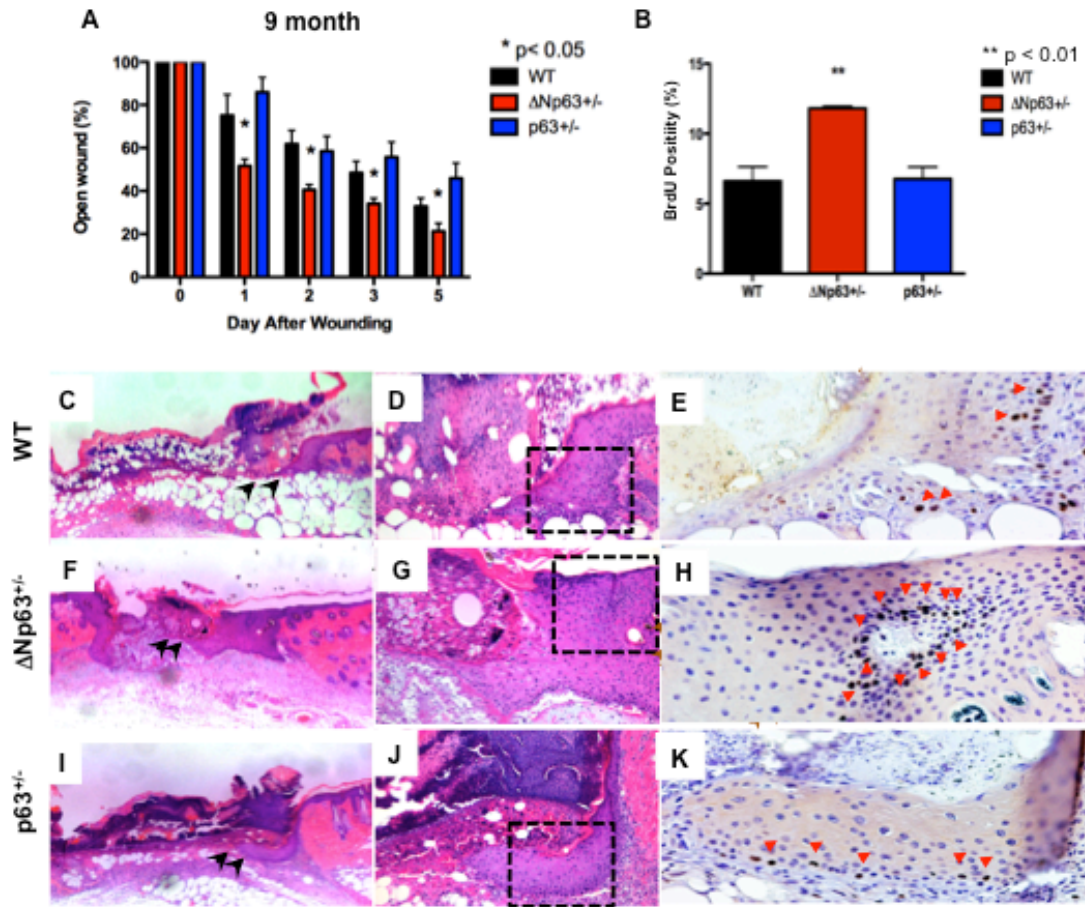 A
9 month
* p< 0.05
WT
ΔNp63+/-
p63+/-
Open wound (%)
100
80
60
40
20
0
*
*
*
*
0 1 2 3 5
Day After Wounding
B
** p < 0.01
WT
ΔNp63+/-
p63+/-
BrdU Positiity (%)
15
10
5
0
**
WT ΔNp63+/- p63+/-
WT
C D E
ΔNp63+/-
F G H
p63+/-
I J K